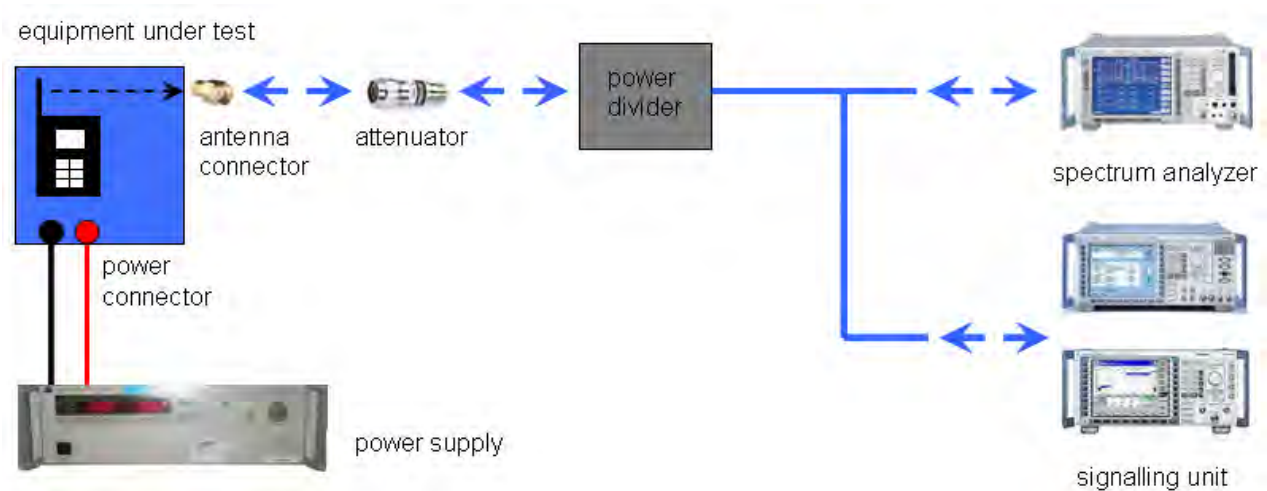 equipment under test
antenna
connector
attenuator
power
divider
spectrum analyzer
power
connector
power supply
signalling unit